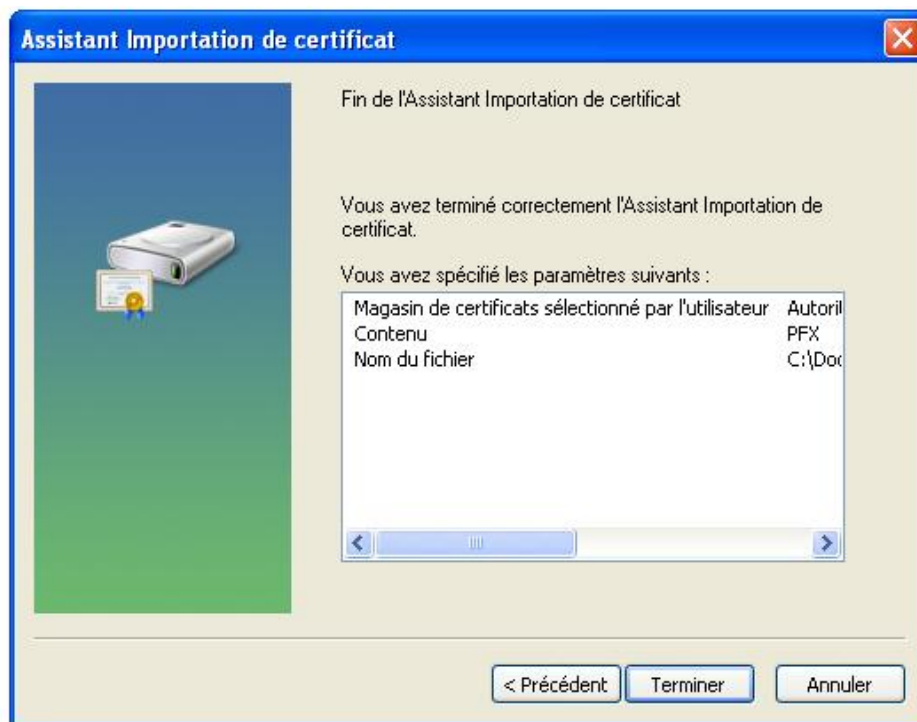 Assistant Importation de certificat
Fin de l'Assistant Importation de certificat
Vous avez terminé correctement l'Assistant Importation de
certificat.
Vous avez spécifié les paramètres suivants :
Magasin de certificats sélectionné par l'utilisateur
Contenu PFX
Nom du fichier
< Précédent Terminer Annuler